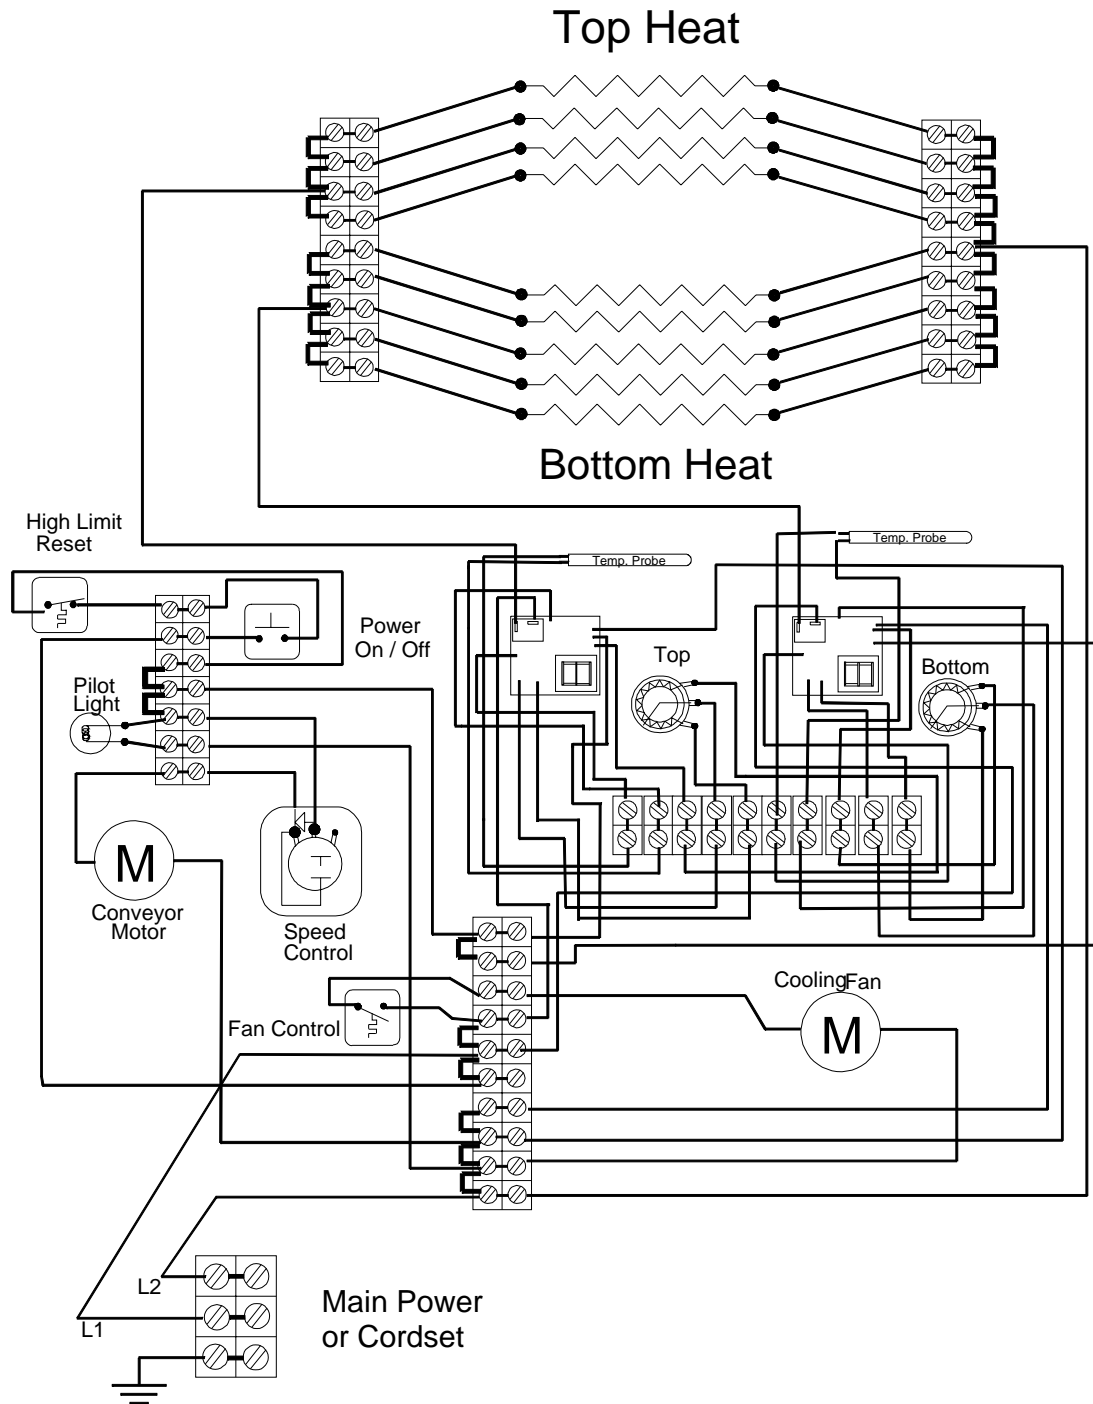 Top Heat
Bottom Heat
High Limit
Reset
Temp. Probe
Temp. Probe
Power
On / Off
Top
Bottom
Pilot
Light
M
Conveyor
Motor
Speed
Control
Cooling Fan
Fan Control
M
L2
Main Power
or Cordset
L1